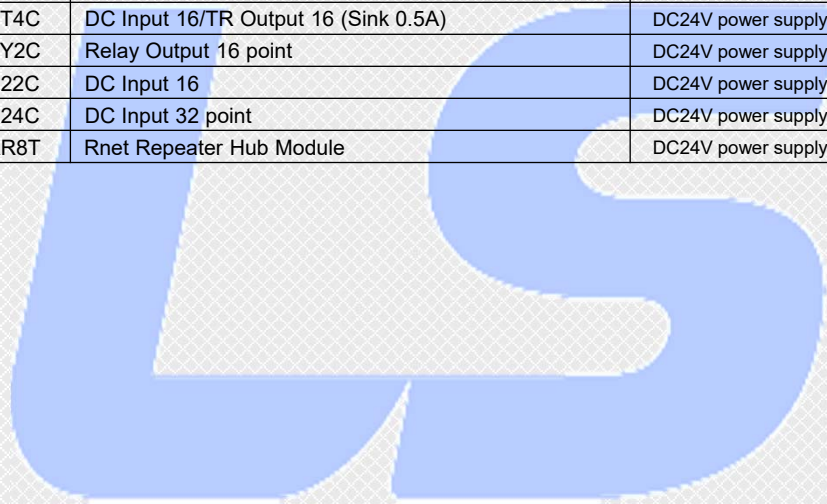 T4C DC Input 16/TR Output 16 (Sink 0.5A) DC24V power supply
Y2C Relay Output 16 point DC24V power supply
22C DC Input 16 DC24V power supply
24C DC Input 32 point DC24V power supply
R8T Rnet Repeater Hub Module DC24V power supply
LS